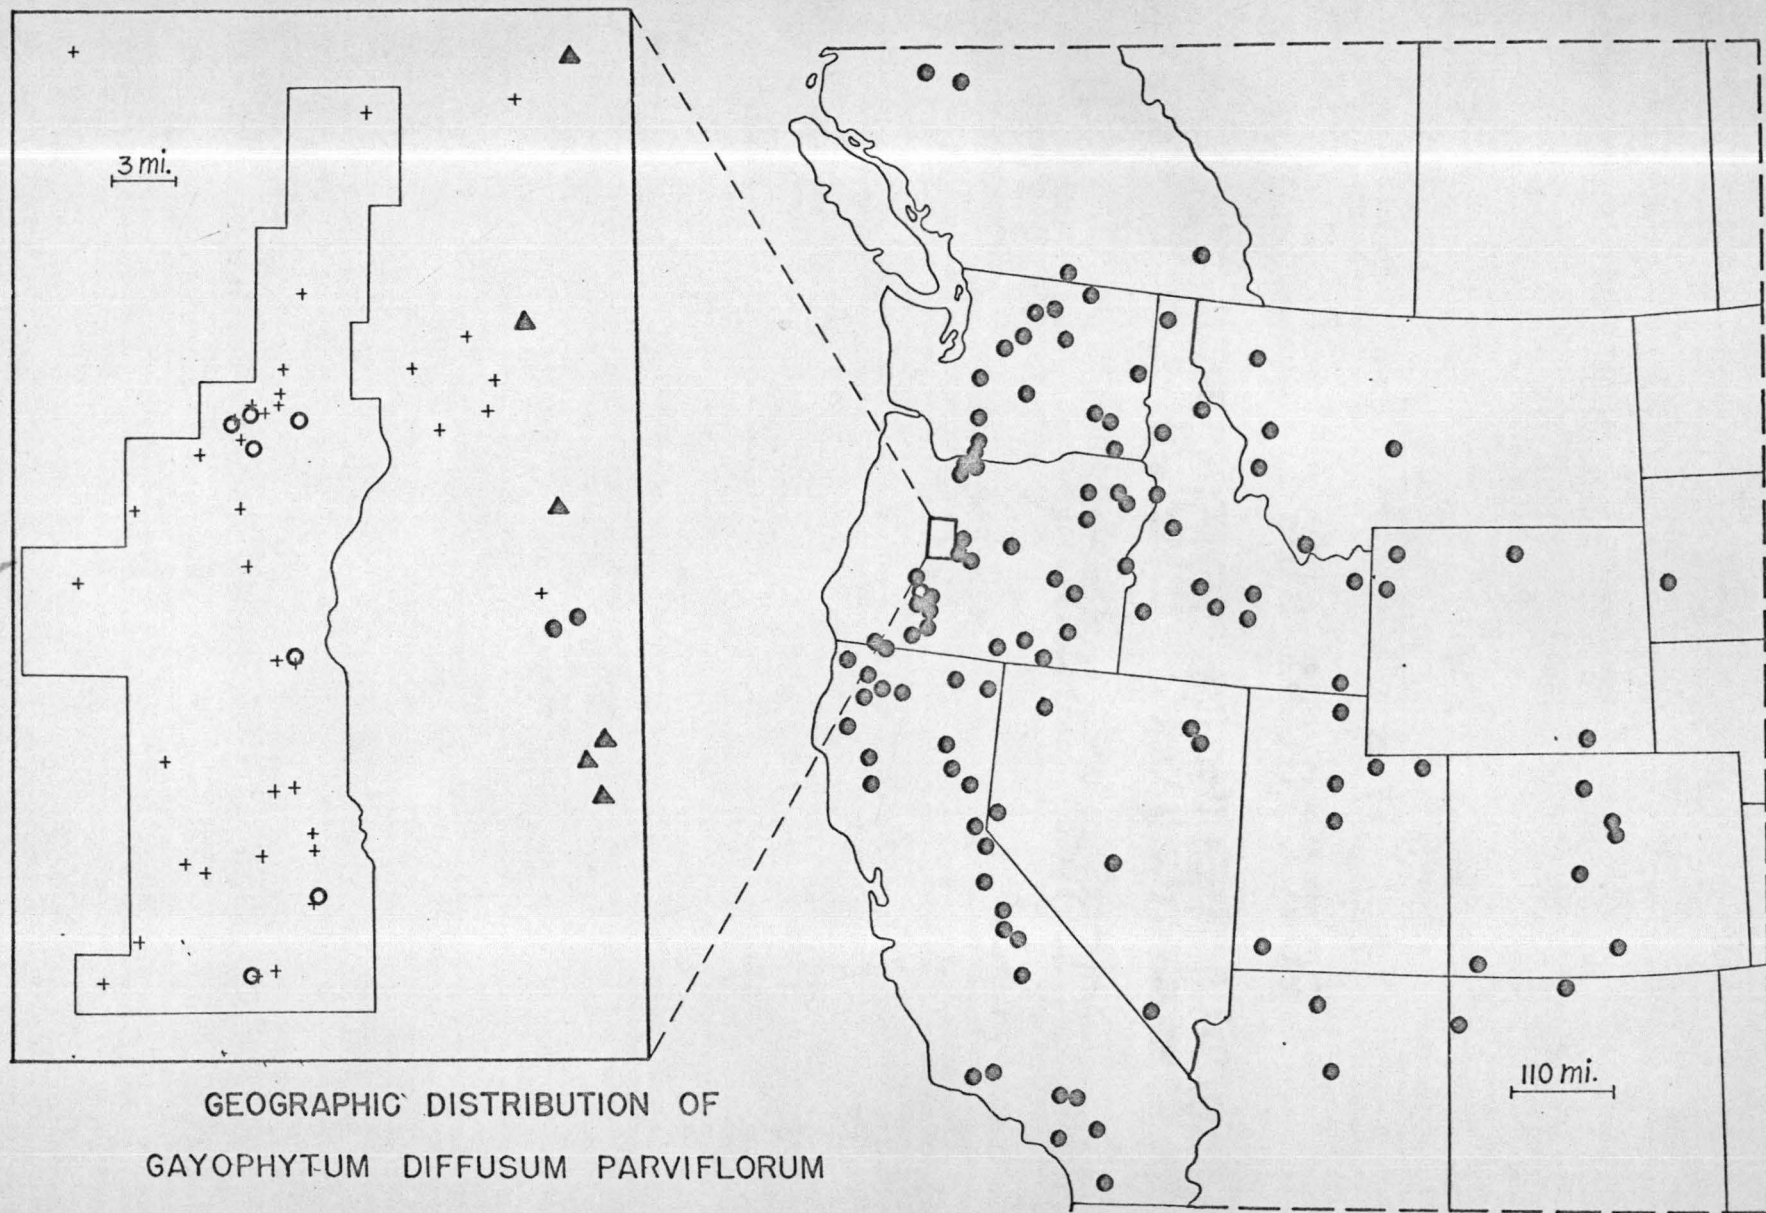 3 mi.
110 mi.
GEOGRAPHIC DISTRIBUTION OF
GAYOPHYTUM DIFFUSUM PARVIFLORUM